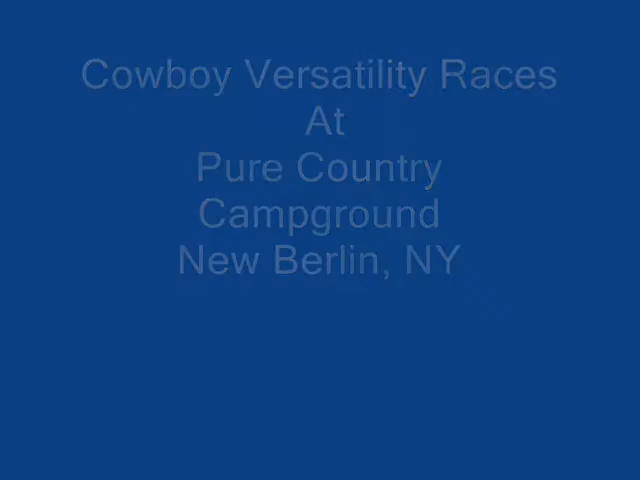 Cowboy Versatility Races
At
Pure Country
Campground
New Berlin, NY